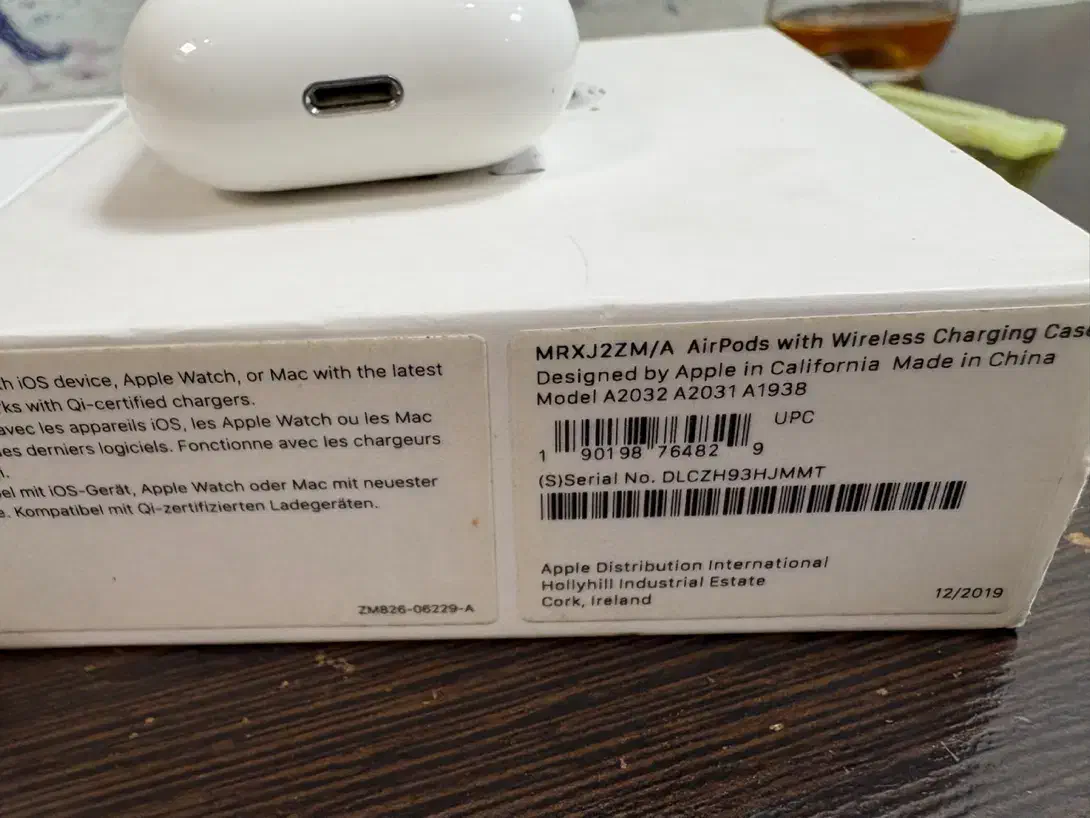 h iOS device, Apple Watch, or Mac with the latest
ks with Qi-certified chargers.
avec les appareils iOS, les Apple Watch ou les Mac
es derniers logiciels. Fonctionne avec les chargeurs
i.
el mit iOS-Gerät, Apple Watch oder Mac mit neuester
e. Kompatibel mit Qi-zertifizierten Ladegeräten.
ZM826-06229-A
MRXJ2ZM/A AirPods with Wireless Charging Case
Designed by Apple in California Made in China
Model A2032 A2031 A1938
UPC
1 90198 76482 9
(S)Serial No. DLCZH93HJMMT
Apple Distribution International
Hollyhill Industrial Estate
Cork, Ireland
12/2019